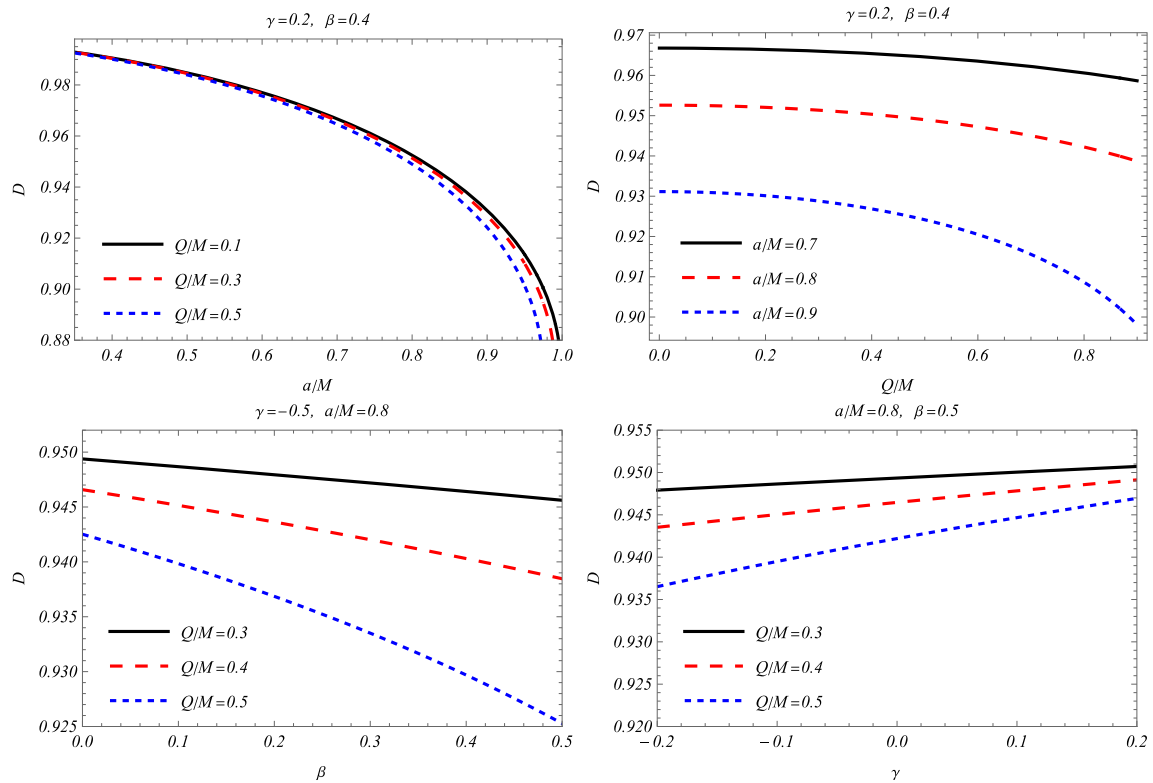 γ=0.2, β=0.4
D
0.98
0.96
0.94
0.92
0.90
0.88
Q/M=0.1
Q/M=0.3
Q/M=0.5
0.4 0.5 0.6 0.7 0.8 0.9 1.0
a/M
γ=0.2, β=0.4
D
0.97
0.96
0.95
0.94
0.93
0.92
0.91
0.90
a/M=0.7
a/M=0.8
a/M=0.9
0.0 0.2 0.4 0.6 0.8
Q/M
γ=−0.5, a/M=0.8
D
0.950
0.945
0.940
0.935
0.930
0.925
Q/M=0.3
Q/M=0.4
Q/M=0.5
0.0 0.1 0.2 0.3 0.4 0.5
β
a/M=0.8, β=0.5
D
0.955
0.950
0.945
0.940
0.935
0.930
0.925
0.920
Q/M=0.3
Q/M=0.4
Q/M=0.5
−0.2 −0.1 0.0 0.1 0.2
γ